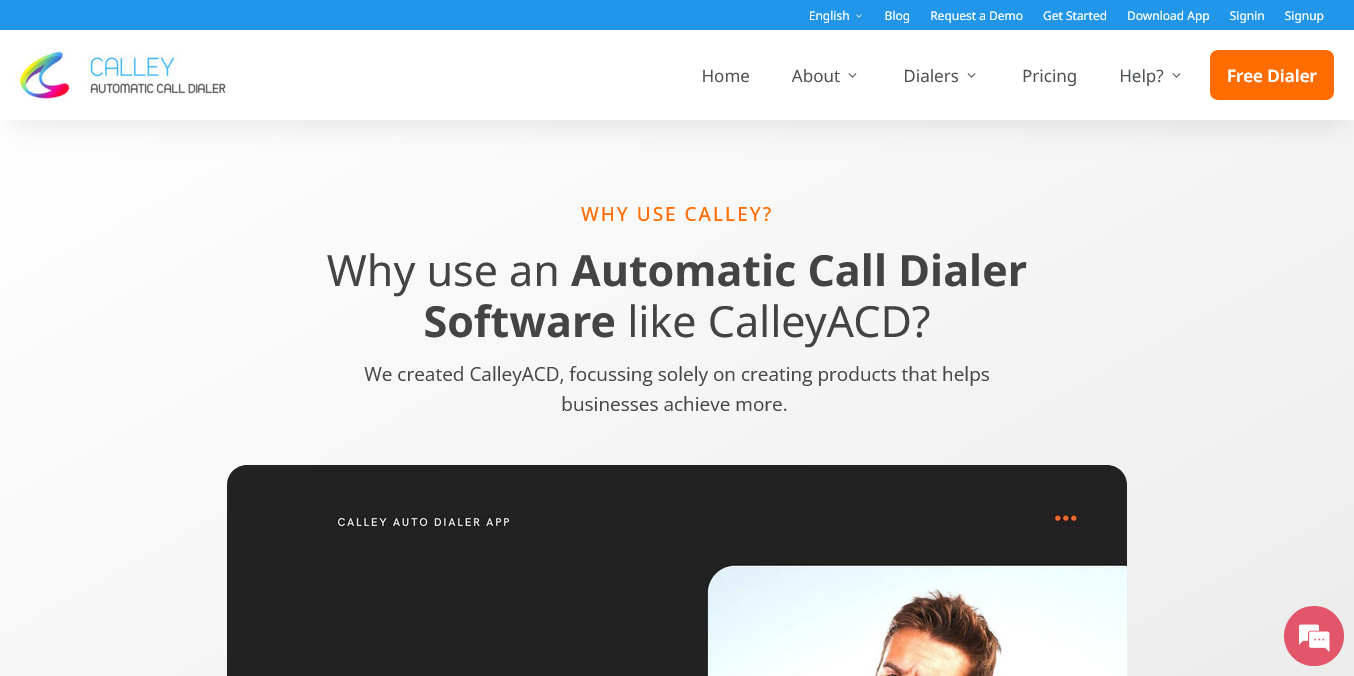 English
Blog
Request a Demo
Get Started
Download App
Signin
Signup
CALLEY
AUTOMATIC CALL DIALER
Home
About
Dialers
Pricing
Help?
Free Dialer
WHY USE CALLEY?
Why use an Automatic Call Dialer
Software like CalleyACD?
We created CalleyACD, focussing solely on creating products that helps
businesses achieve more.
CALLEY AUTO DIALER APP